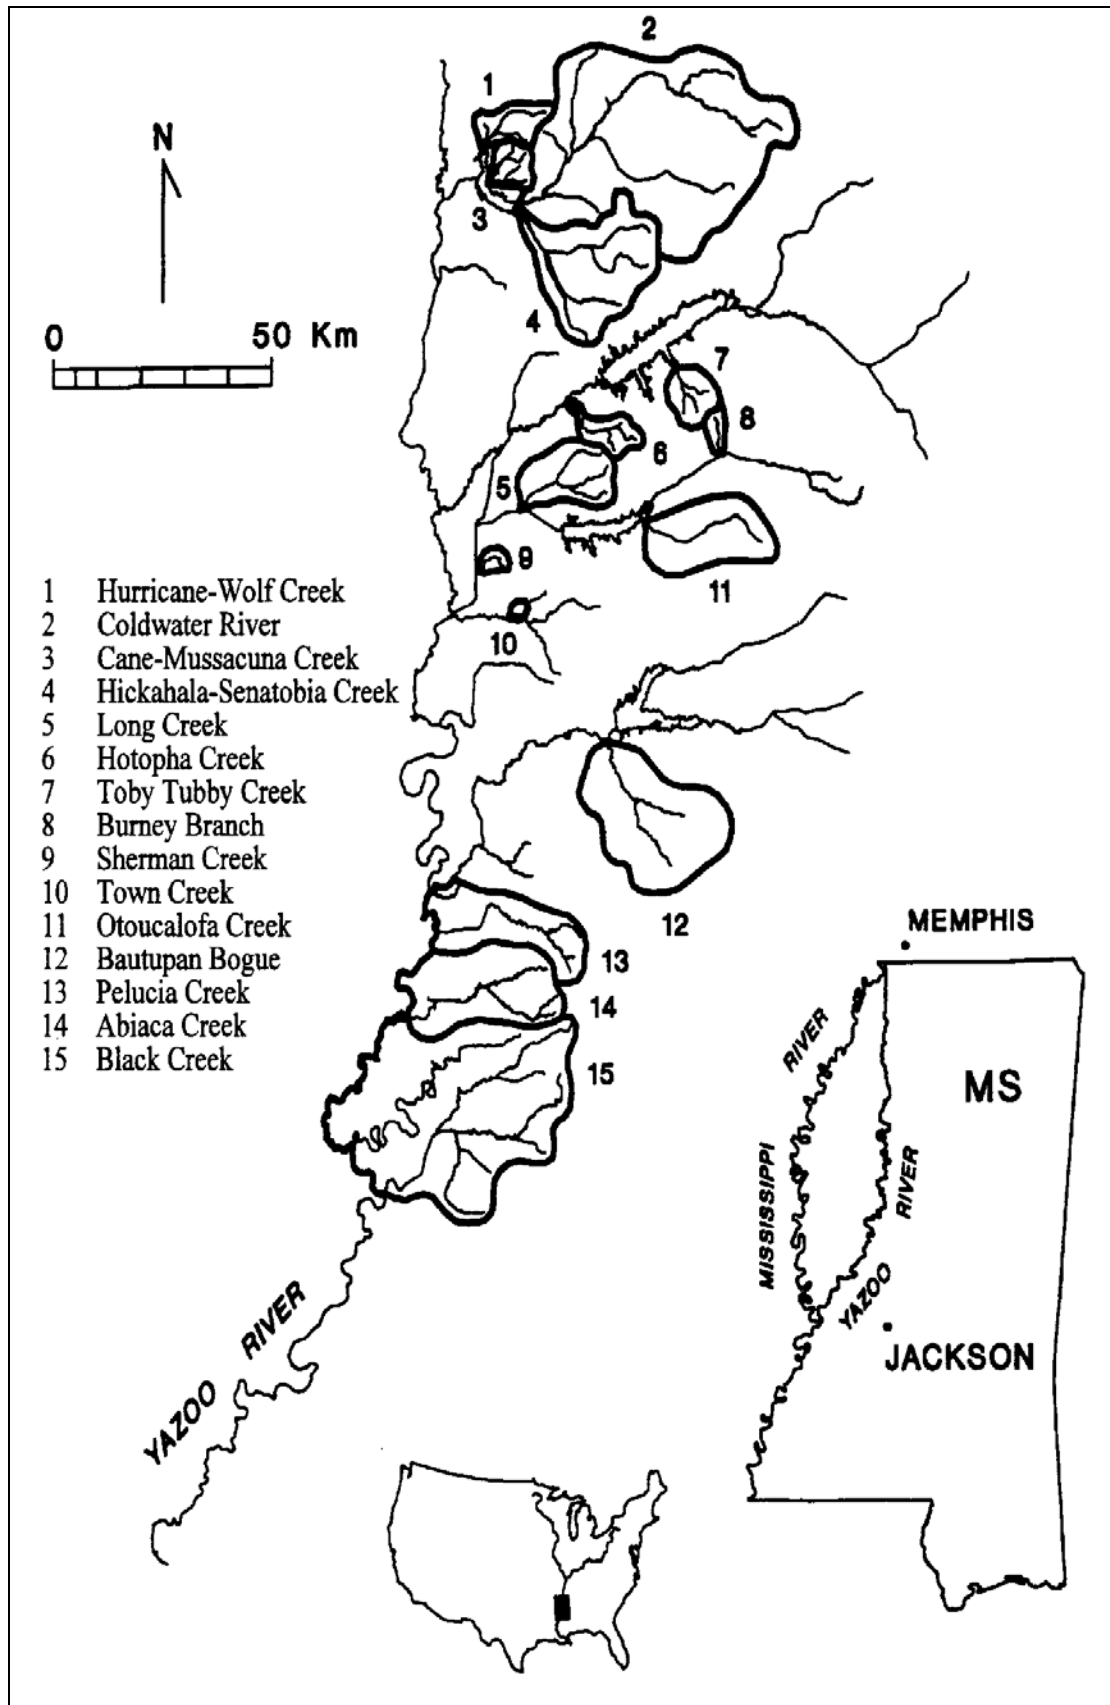 2
1
N
3
0 50 Km
4
7
8
6
5
9
11
10
1 Hurricane-Wolf Creek
2 Coldwater River
3 Cane-Mussacuna Creek
4 Hickahala-Senatobia Creek
5 Long Creek
6 Hotopha Creek
7 Toby Tubby Creek
8 Burney Branch
9 Sherman Creek
10 Town Creek
11 Otoucalofa Creek
12 Bautupan Bogue
13 Pelucia Creek
14 Abiaca Creek
15 Black Creek
12
13
14
15
YAZOO RIVER
MEMPHIS
MISSISSIPPI RIVER
MS
YAZOO RIVER
JACKSON